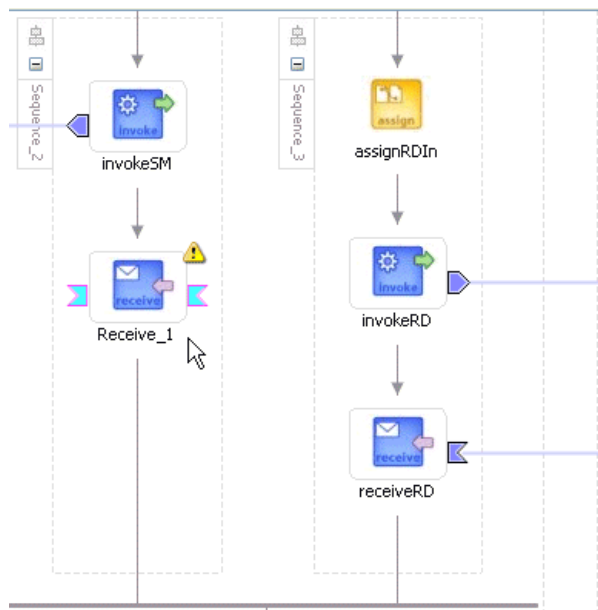 Sequence_2
invoke
invokeSM
receive
Receive_1
Sequence_3
assign
assignRDIn
invoke
invokeRD
receive
receiveRD